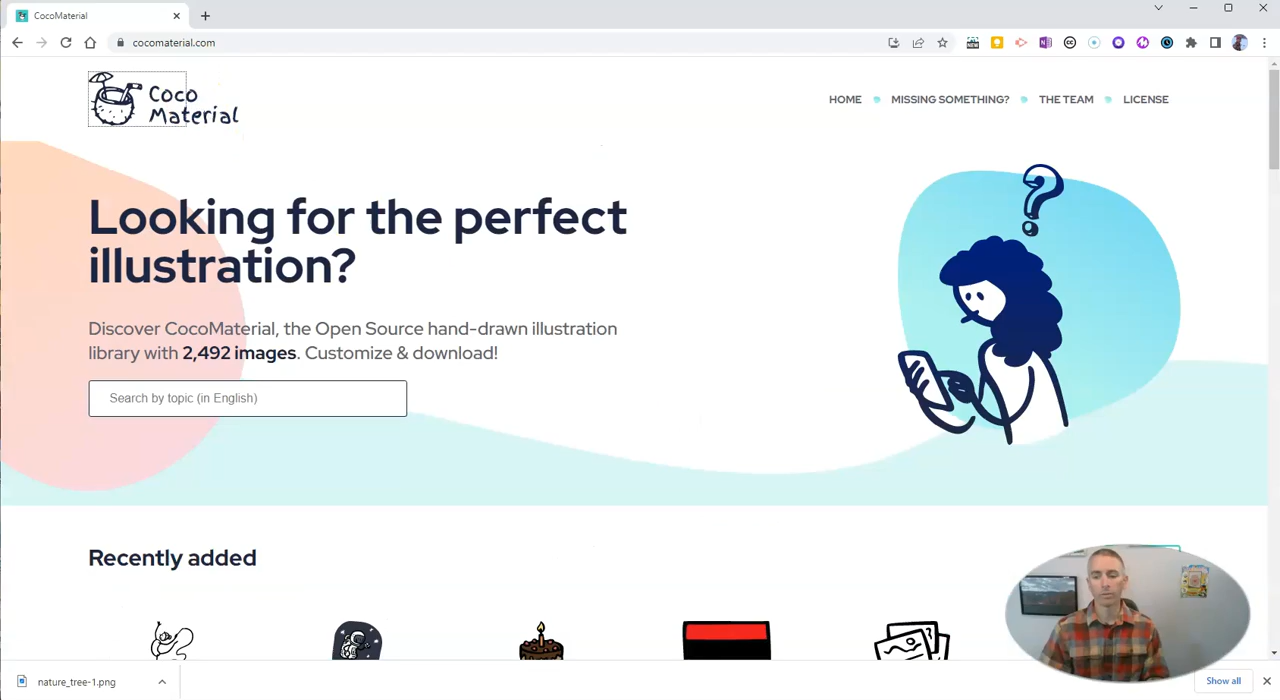 CocoMaterial
cocomaterial.com
Coco
Material
HOME
MISSING SOMETHING?
THE TEAM
LICENSE
Looking for the perfect
illustration?
Discover CocoMaterial, the Open Source hand-drawn illustration
library with 2,492 images. Customize & download!
Search by topic (in English)
Recently added
nature_tree-1.png
Show all